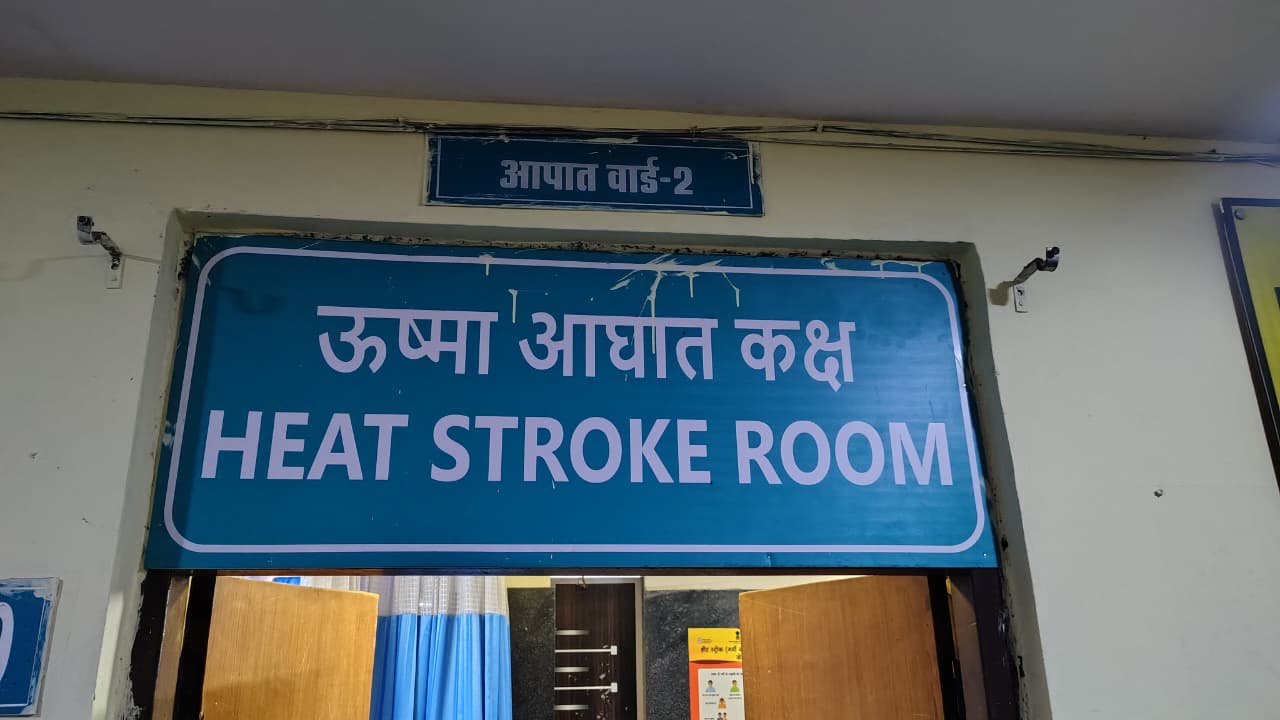 आपात वार्ड-2
ऊष्मा आघात कक्ष
HEAT STROKE ROOM
हीट स्ट्रोक